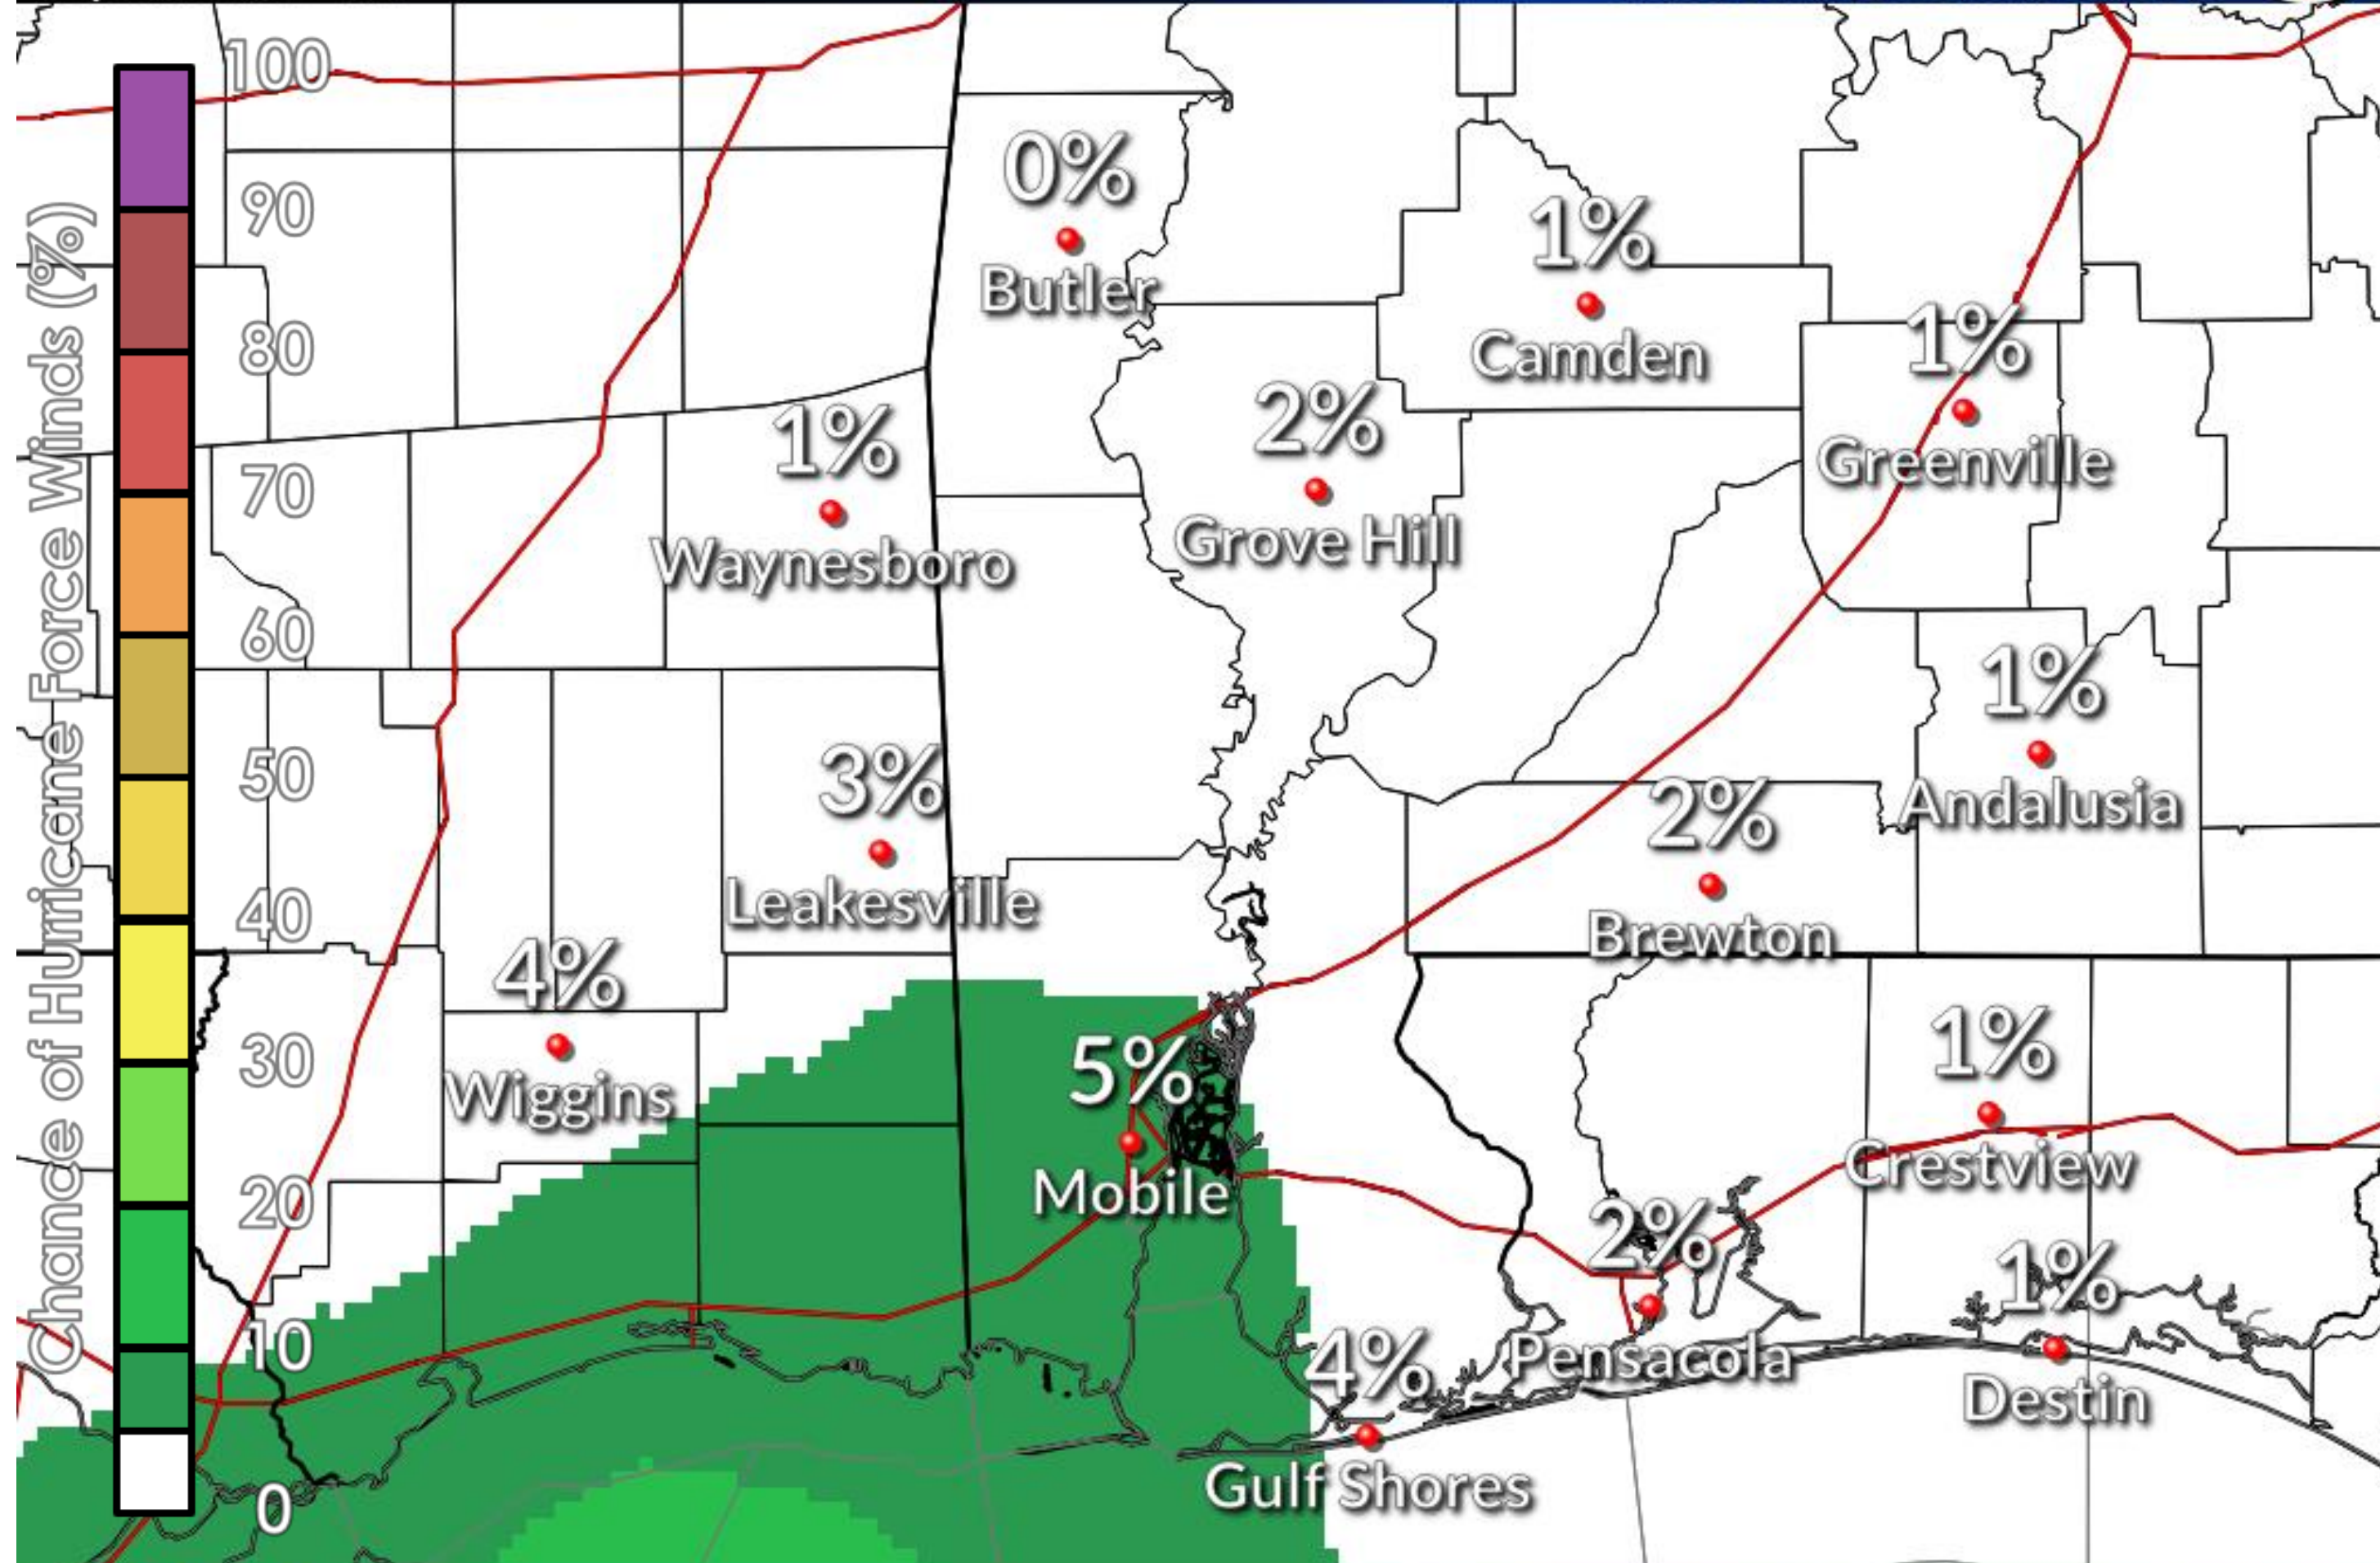 Chance of Hurricane Force Winds (%)
100
90
80
70
60
50
40
30
20
10
0
0%
Butler
1%
Camden
1%
Greenville
2%
Grove Hill
1%
Waynesboro
1%
Andalusia
3%
Leakesville
2%
Brewton
4%
Wiggins
5%
Mobile
1%
Crestview
2%
Pensacola
1%
Destin
4%
Gulf Shores